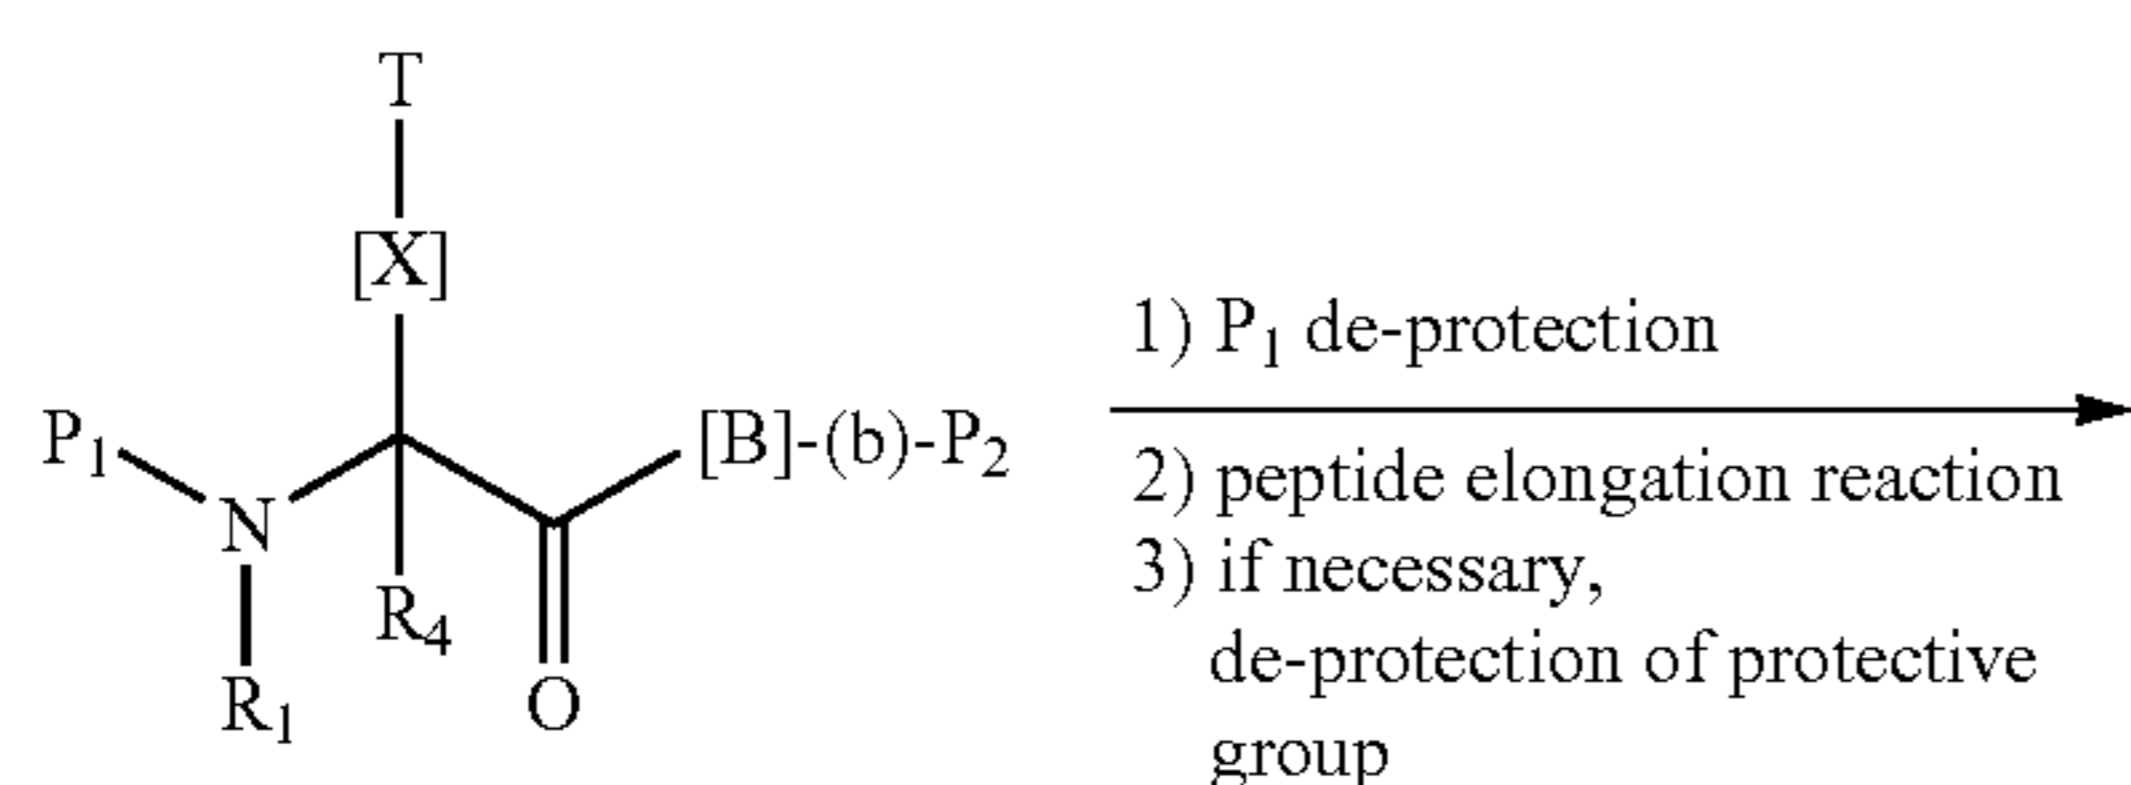 T
[X]
P₁
N
R₁
R₄
O
[B]-(b)-P₂
1) P₁ de-protection
2) peptide elongation reaction
3) if necessary,
de-protection of protective
group